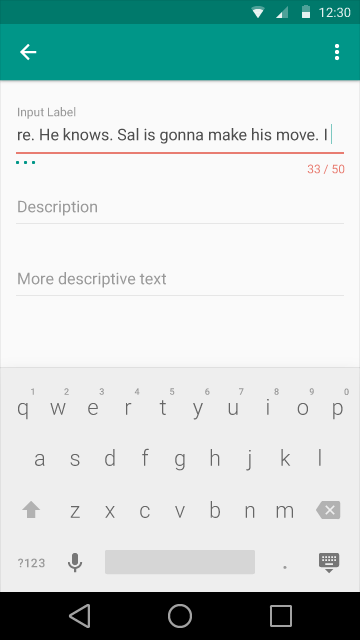 12:30
Input Label
re. He knows. Sal is gonna make his move. I
33 / 50
Description
More descriptive text
1 2 3 4 5 6 7 8 9 0
q w e r t y u i o p
a s d f g h j k l
z x c v b n m
?123 .